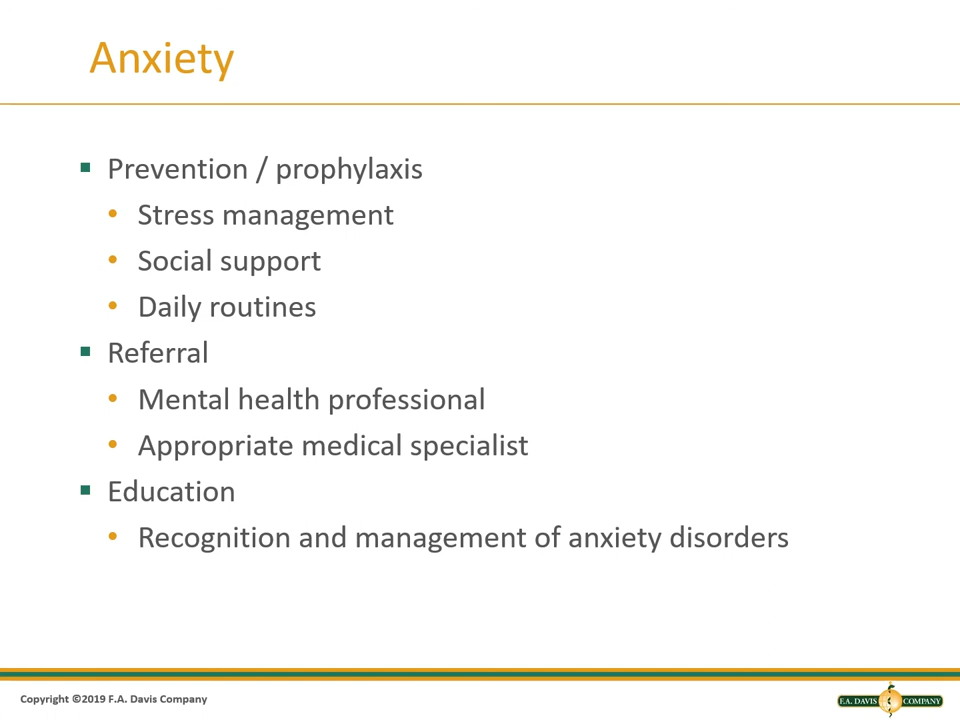 Anxiety
Prevention / prophylaxis
Stress management
Social support
Daily routines
Referral
Mental health professional
Appropriate medical specialist
Education
Recognition and management of anxiety disorders
Copyright ©2019 F.A. Davis Company
F.A. DAVIS COMPANY